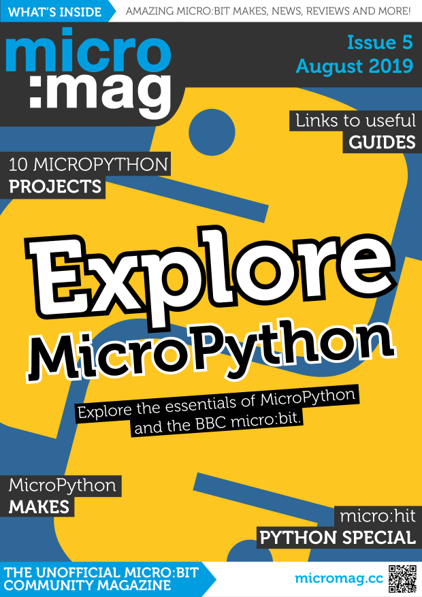 WHAT'S INSIDE
AMAZING MICRO:BIT MAKES, NEWS, REVIEWS AND MORE!
micro
:mag
Issue 5
August 2019
Links to useful
GUIDES
10 MICROPYTHON
PROJECTS
Explore
MicroPython
Explore the essentials of MicroPython
and the BBC micro:bit.
MicroPython
MAKES
micro:hit
PYTHON SPECIAL
THE UNOFFICIAL MICRO:BIT
COMMUNITY MAGAZINE
micromag.cc